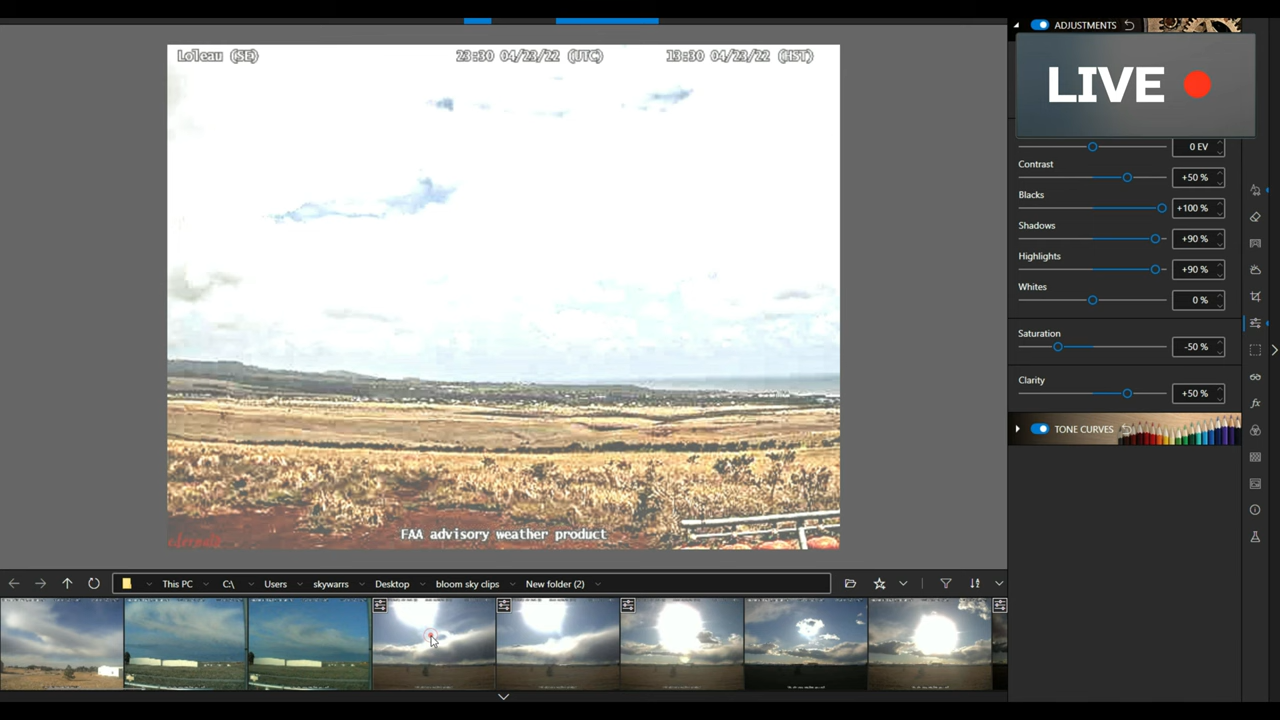 ADJUSTMENTS
LIVE
Loleau (SE) 23:30 04/23/22 (UTC) 13:30 04/23/22 (HST)
0 EV
Contrast
+50 %
Blacks
+100 %
Shadows
+90 %
Highlights
+90 %
Whites
0 %
Saturation
-50 %
Clarity
+50 %
TONE CURVES
FAA advisory weather product
This PC C:\ Users skywarrs Desktop bloom sky clips New folder (2)
fx